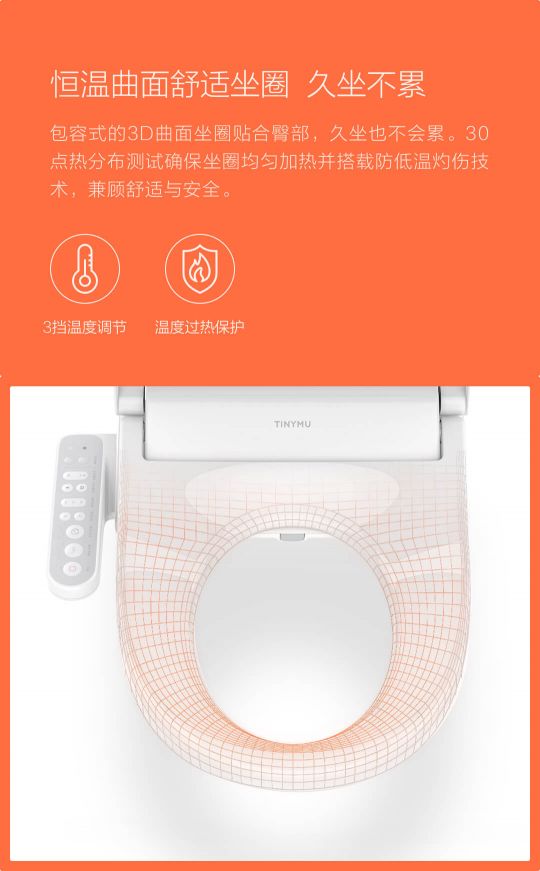 恒温曲面舒适坐圈 久坐不累
包容式的3D曲面坐圈贴合臀部，久坐也不会累。30
点热分布测试确保坐圈均匀加热并搭载防低温灼伤技
术，兼顾舒适与安全。
3挡温度调节 温度过热保护
TINYMU